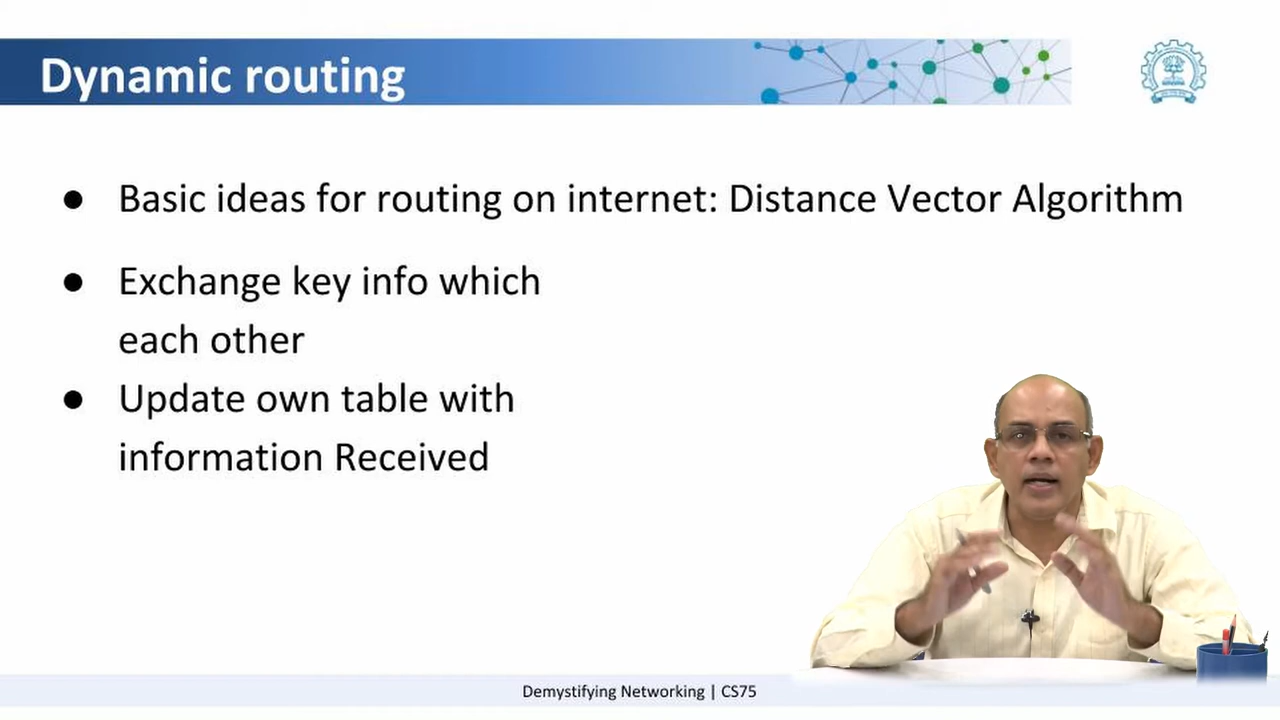 Dynamic routing
● Basic ideas for routing on internet: Distance Vector Algorithm
● Exchange key info which
each other
● Update own table with
information Received
Demystifying Networking | CS75